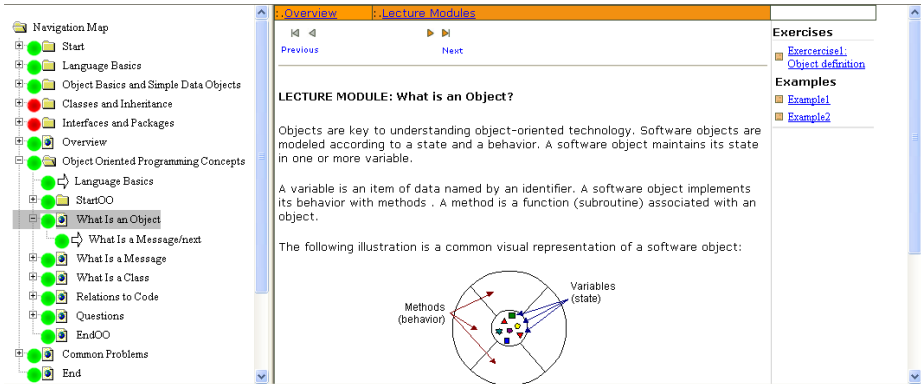 Navigation Map
Start
Language Basics
Object Basics and Simple Data Objects
Classes and Inheritance
Interfaces and Packages
Overview
Object Oriented Programming Concepts
Language Basics
StartOO
What Is an Object
What Is a Message/next
What Is a Message
What Is a Class
Relations to Code
Questions
EndOO
Common Problems
End
:.Overview :.Lecture Modules
Previous Next
LECTURE MODULE: What is an Object?
Objects are key to understanding object-oriented technology. Software objects are
modeled according to a state and a behavior. A software object maintains its state
in one or more variable.
A variable is an item of data named by an identifier. A software object implements
its behavior with methods . A method is a function (subroutine) associated with an
object.
The following illustration is a common visual representation of a software object:
Methods
(behavior)
Variables
(state)
Exercises
Exercercise1:
Object definition
Examples
Example1
Example2